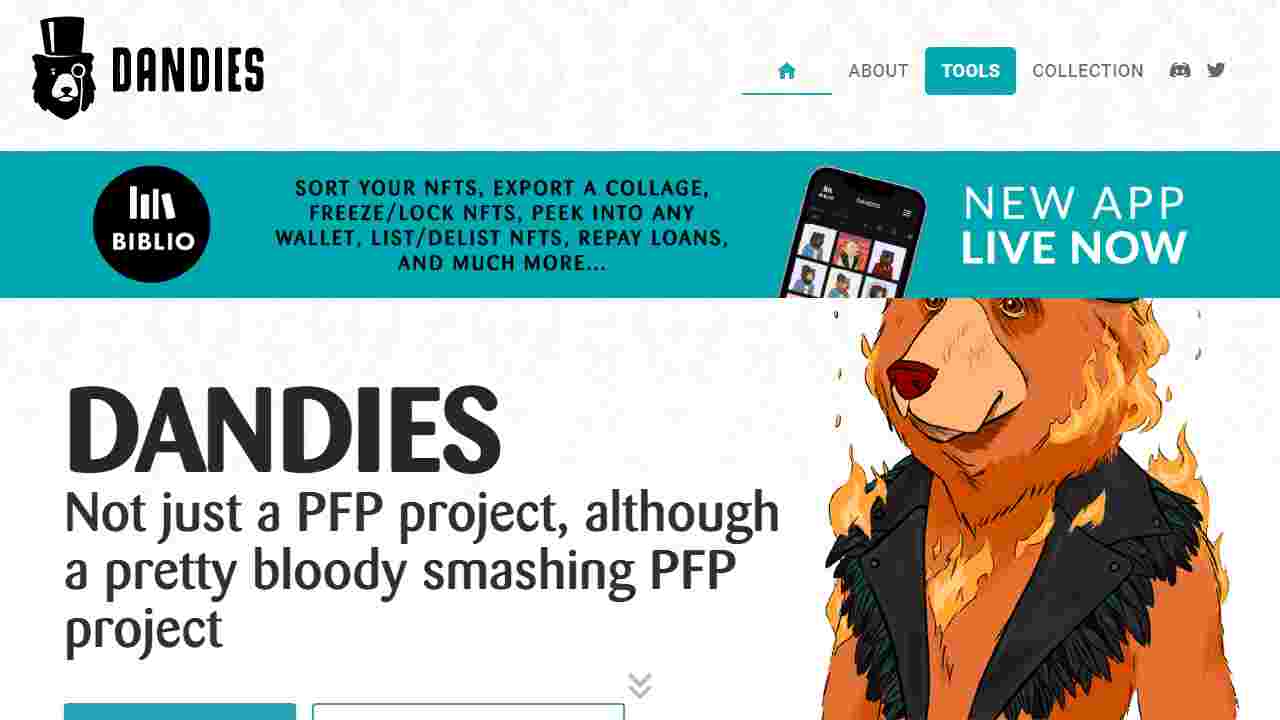 DANDIES
ABOUT
TOOLS
COLLECTION
BIBLIO
SORT YOUR NFTS, EXPORT A COLLAGE,
FREEZE/LOCK NFTS, PEEK INTO ANY
WALLET, LIST/DELIST NFTS, REPAY LOANS,
AND MUCH MORE...
NEW APP
LIVE NOW
DANDIES
Not just a PFP project, although
a pretty bloody smashing PFP
project